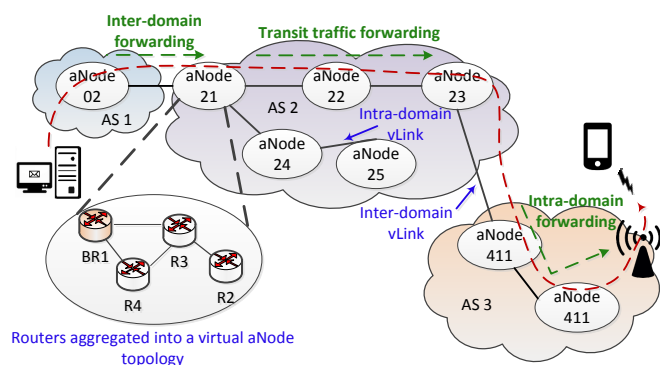 Inter-domain
forwarding
Transit traffic forwarding
aNode
02
AS 1
aNode
21
AS 2
aNode
22
aNode
23
Intra-domain
vLink
aNode
24
aNode
25
Inter-domain
vLink
Intra-domain
forwarding
BR1
R3
R4
R2
aNode
411
AS 3
aNode
411
Routers aggregated into a virtual aNode
topology